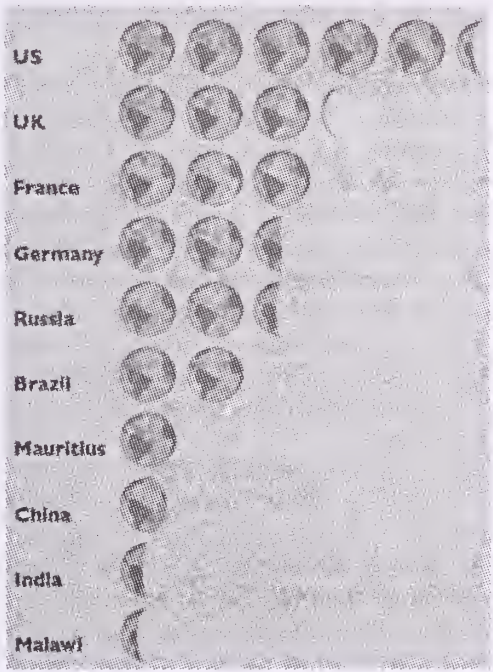 US
UK
France
Germany
Russia
Brazil
Mauritius
China
India
Malawi